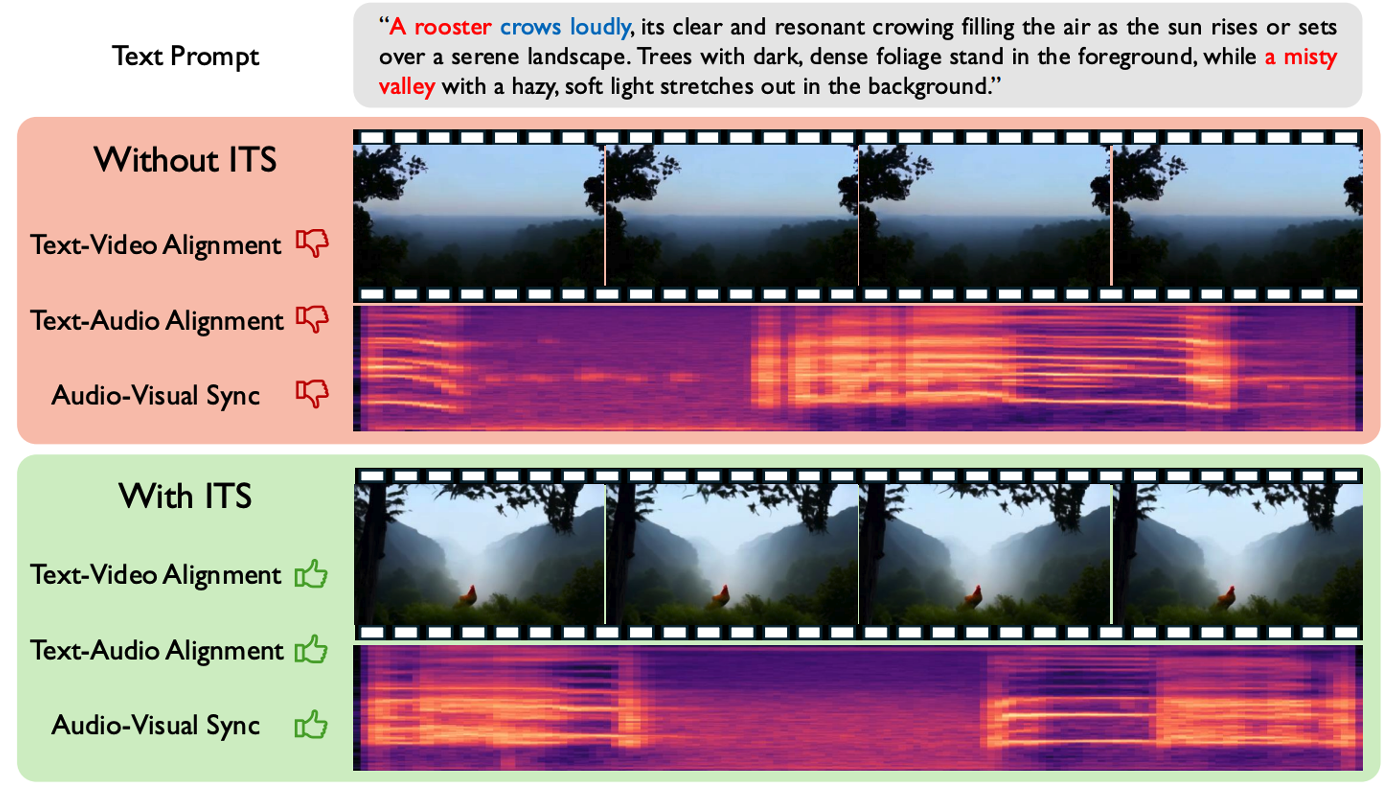 Text Prompt
“A rooster crows loudly, its clear and resonant crowing filling the air as the sun rises or sets
over a serene landscape. Trees with dark, dense foliage stand in the foreground, while a misty
valley with a hazy, soft light stretches out in the background.”
Without ITS
Text-Video Alignment
Text-Audio Alignment
Audio-Visual Sync
With ITS
Text-Video Alignment
Text-Audio Alignment
Audio-Visual Sync